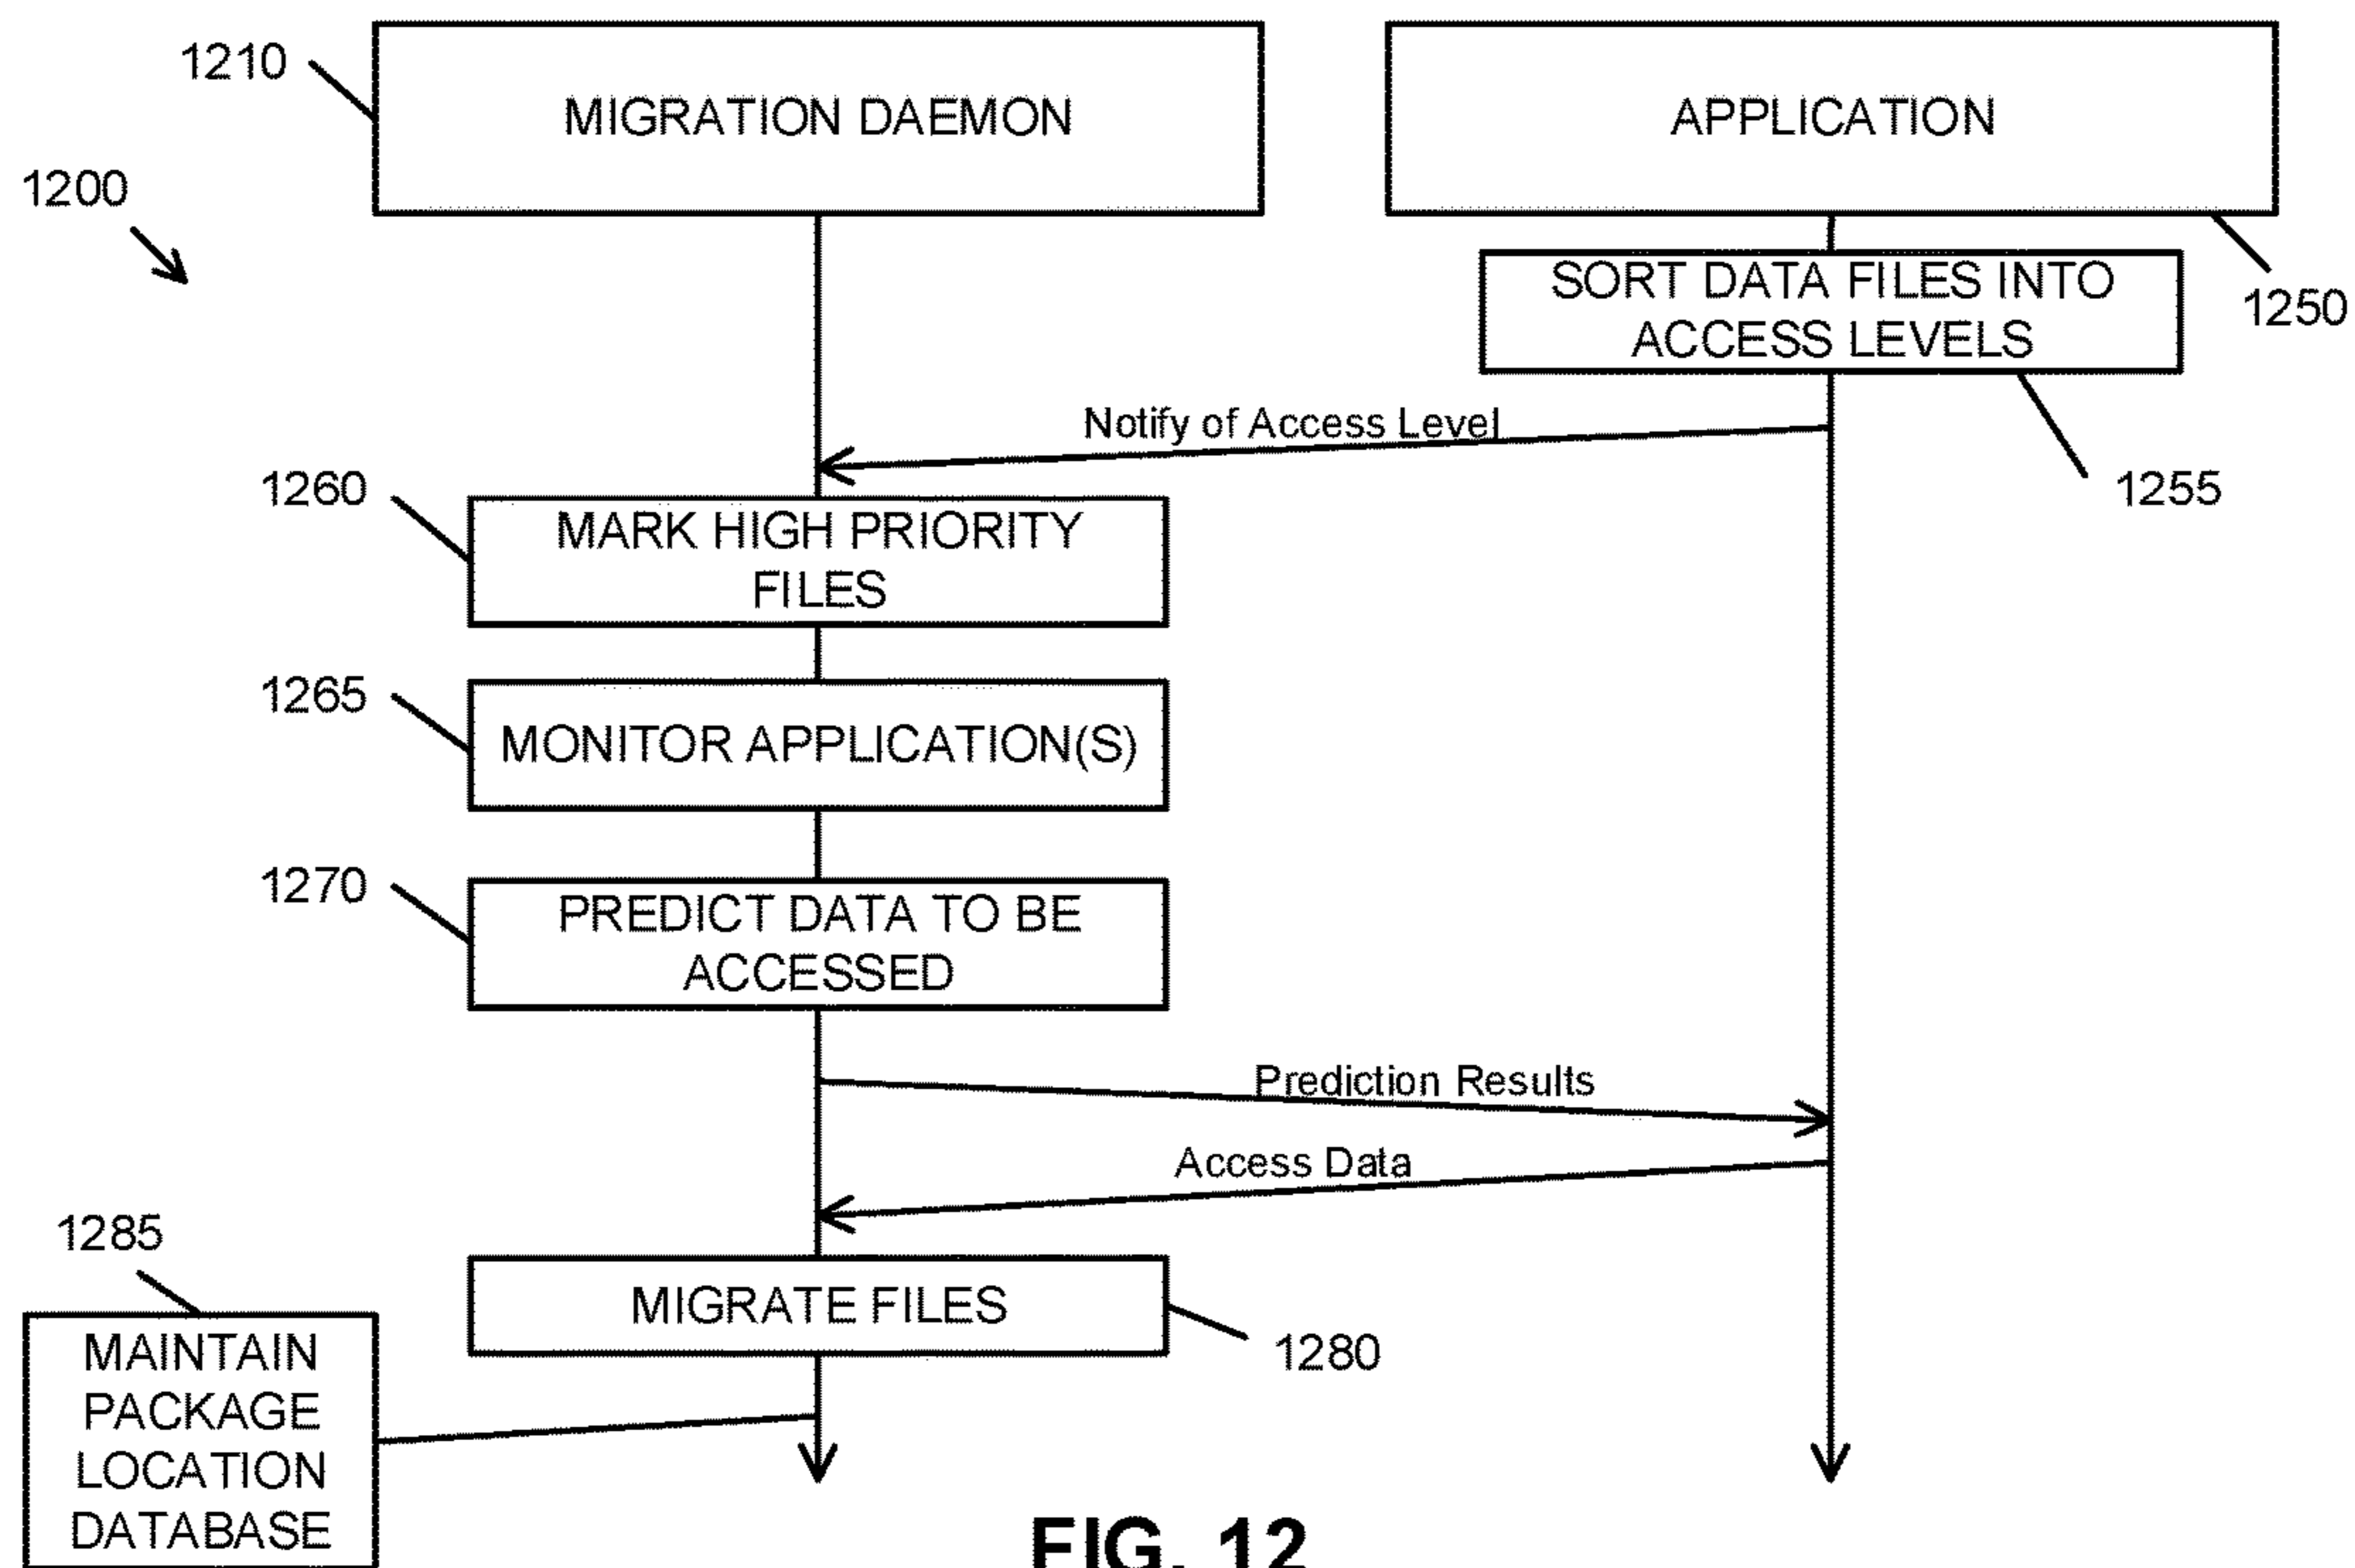 1210
MIGRATION DAEMON
APPLICATION
1200
SORT DATA FILES INTO
ACCESS LEVELS
1250
Notify of Access Level
1255
1260
MARK HIGH PRIORITY
FILES
1265
MONITOR APPLICATION(S)
1270
PREDICT DATA TO BE
ACCESSED
Prediction Results
Access Data
1285
MIGRATE FILES
1280
MAINTAIN
PACKAGE
LOCATION
DATABASE
FIG. 12